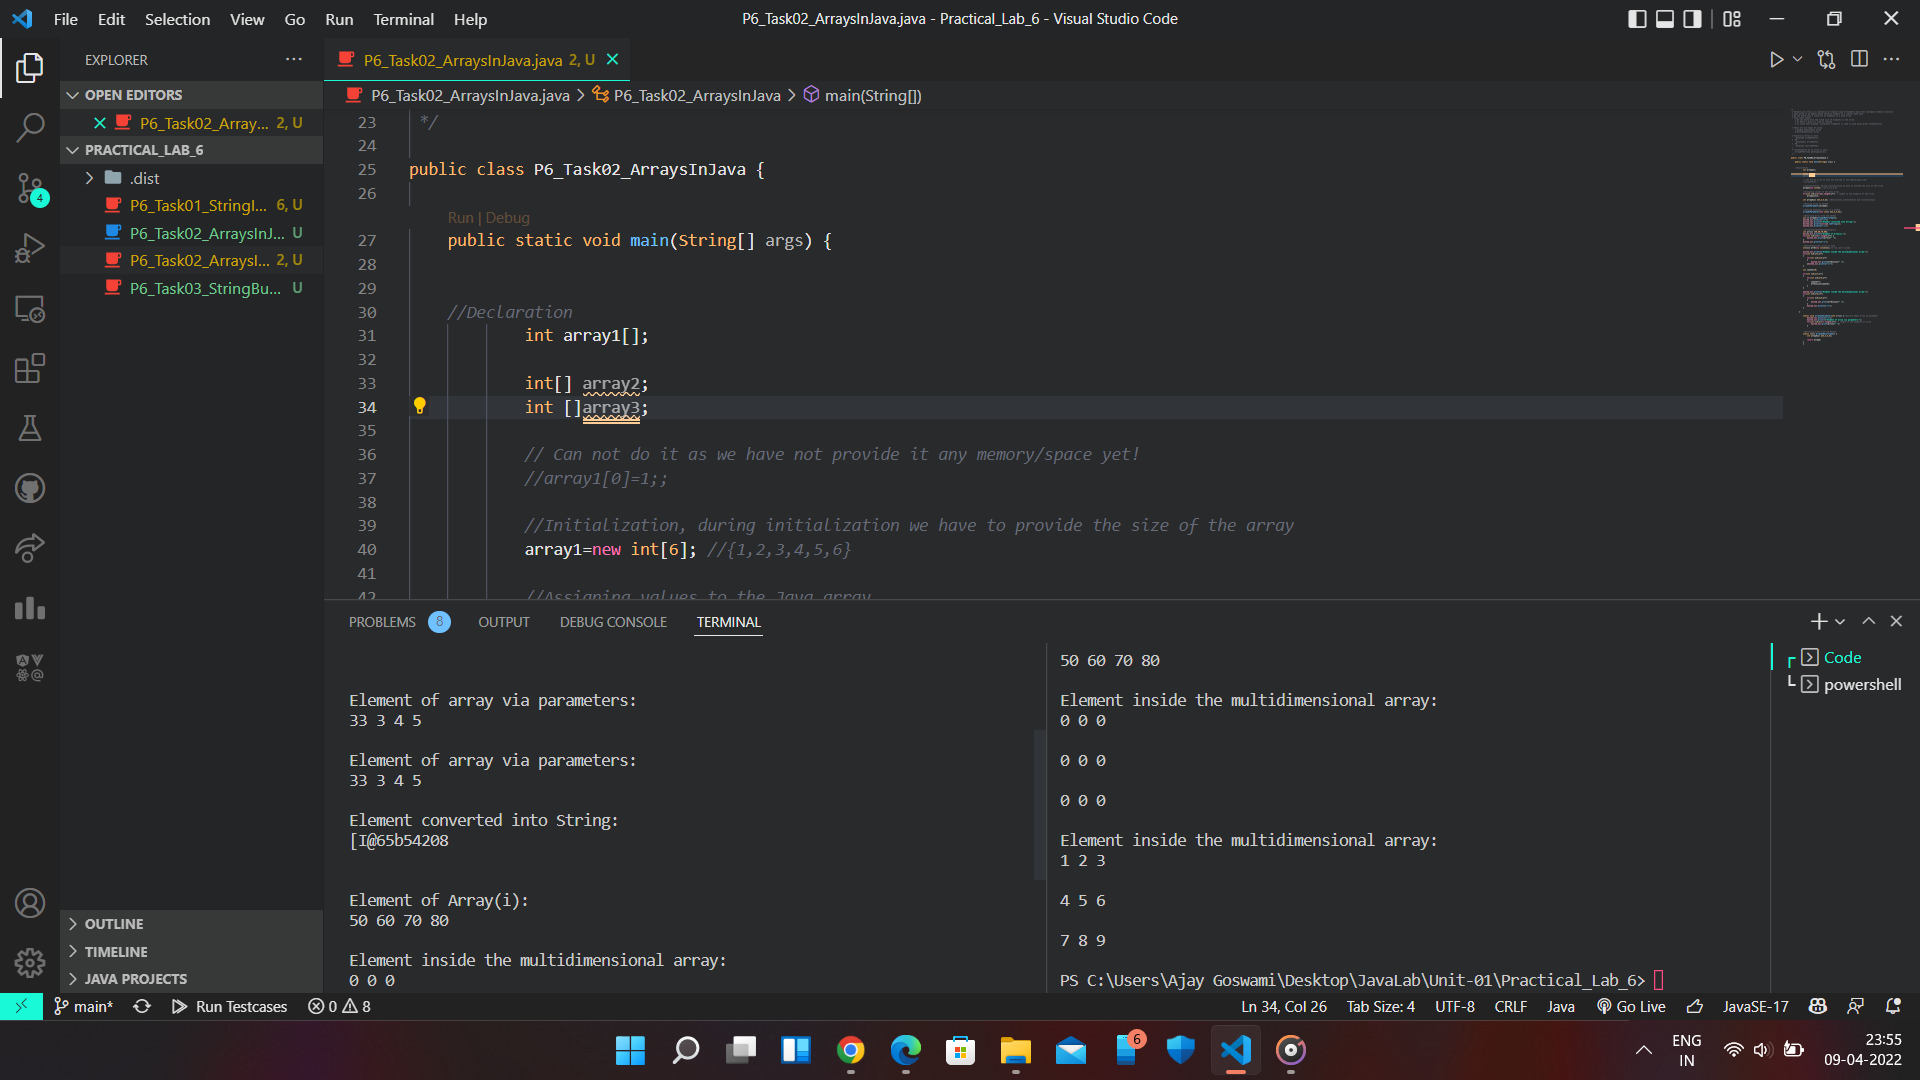 File Edit Selection View Go Run Terminal Help
P6_Task02_ArraysInJava.java - Practical_Lab_6 - Visual Studio Code
EXPLORER
OPEN EDITORS
P6_Task02_Array... 2, U
PRACTICAL_LAB_6
.dist
P6_Task01_StringI... 6, U
P6_Task02_ArraysInJ... U
P6_Task02_ArraysI... 2, U
P6_Task03_StringBu... U
4
OUTLINE
TIMELINE
JAVA PROJECTS
P6_Task02_ArraysInJava.java 2, U
P6_Task02_ArraysInJava.java > P6_Task02_ArraysInJava > main(String[])
23 */
24
25 public class P6_Task02_ArraysInJava {
26
Run | Debug
27 public static void main(String[] args) {
28
29
30 //Declaration
31 int array1[];
32
33 int[] array2;
34 int []array3;
35
36 // Can not do it as we have not provide it any memory/space yet!
37 //array1[0]=1;;
38
39 //Initialization, during initialization we have to provide the size of the array
40 array1=new int[6]; //{1,2,3,4,5,6}
41
42 //Assigning values to the Java array
PROBLEMS 8 OUTPUT DEBUG CONSOLE TERMINAL
Element of array via parameters:
33 3 4 5
Element of array via parameters:
33 3 4 5
Element converted into String:
[I@65b54208
Element of Array(i):
50 60 70 80
Element inside the multidimensional array:
0 0 0
50 60 70 80
Element inside the multidimensional array:
0 0 0
0 0 0
0 0 0
Element inside the multidimensional array:
1 2 3
4 5 6
7 8 9
PS C:\Users\Ajay Goswami\Desktop\JavaLab\Unit-01\Practical_Lab_6>
Code
powershell
main* Run Testcases 0 8
Ln 34, Col 26 Tab Size: 4 UTF-8 CRLF Java Go Live JavaSE-17
6
ENG
IN
23:55
09-04-2022